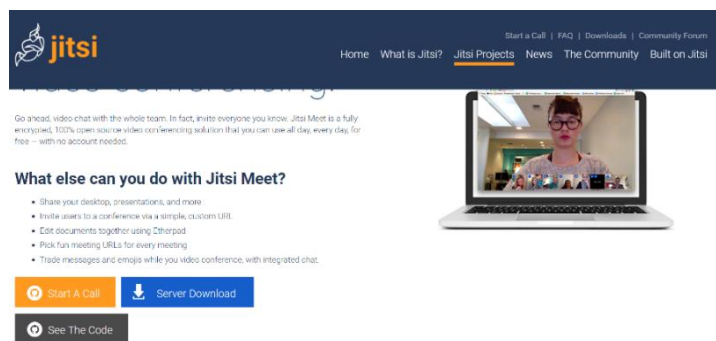 jitsi
Start a Call | FAQ | Downloads | Community Forum
Home What is Jitsi? Jitsi Projects News The Community Built on Jitsi
video conferencing.
Go ahead, video chat with the whole team. In fact, invite everyone you know. Jitsi Meet is a fully
encrypted, 100% open source video conferencing solution that you can use all day, every day, for
free — with no account needed.
What else can you do with Jitsi Meet?
Share your desktop, presentations, and more
Invite users to a conference via a simple, custom URL
Edit documents together using Etherpad
Pick fun meeting URLs for every meeting
Trade messages and emojis while you video conference, with integrated chat.
Start A Call
Server Download
See The Code